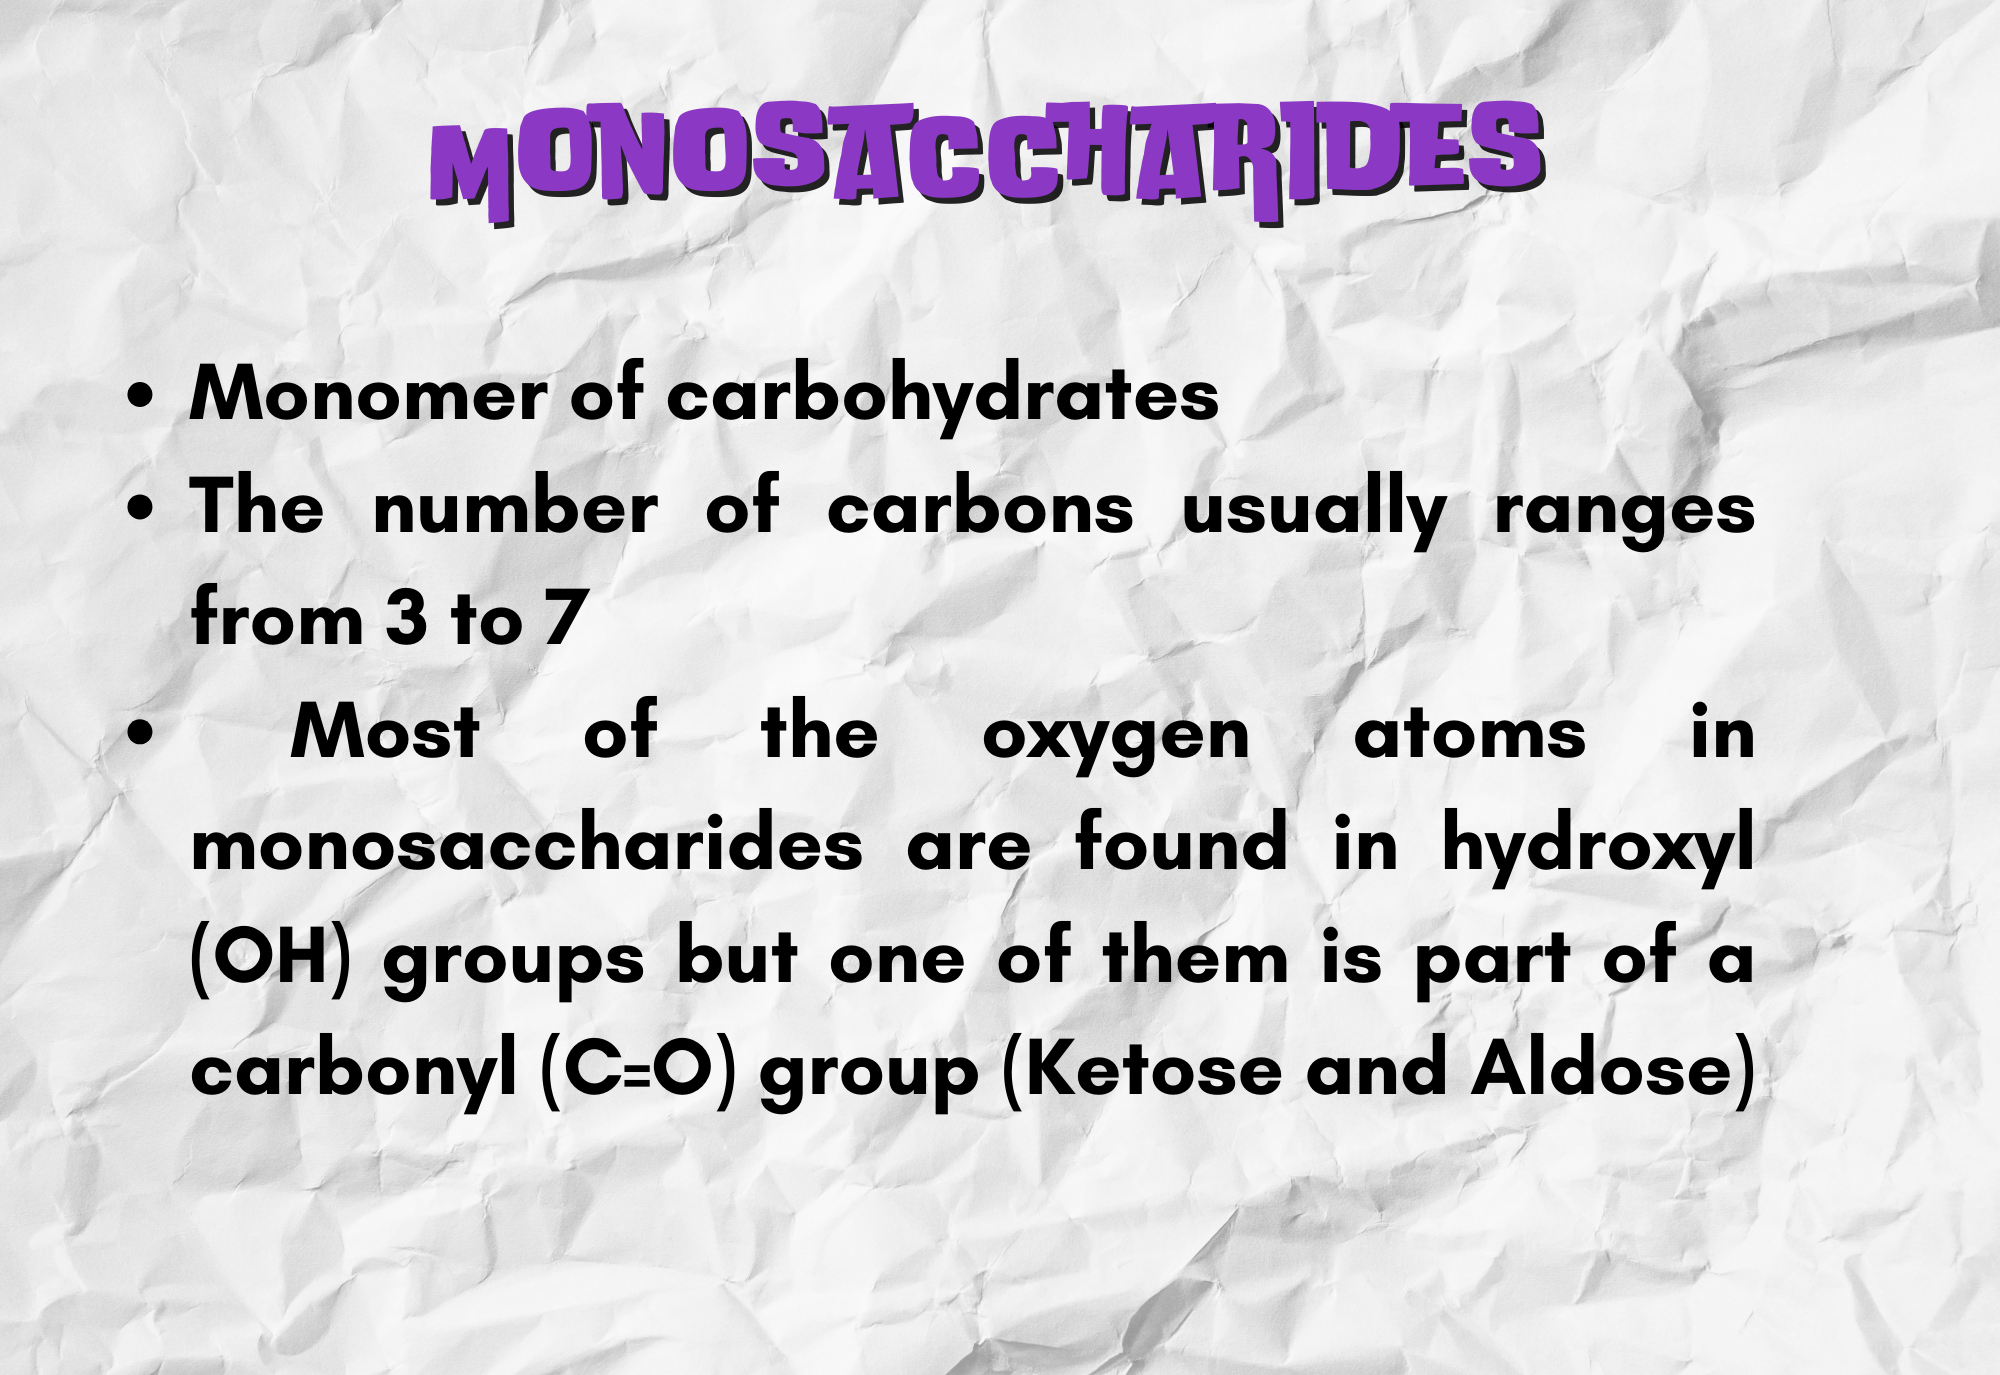 MONOSACCHARIDES
• Monomer of carbohydrates
• The number of carbons usually ranges
from 3 to 7
• Most of the oxygen atoms in
monosaccharides are found in hydroxyl
(OH) groups but one of them is part of a
carbonyl (C=O) group (Ketose and Aldose)